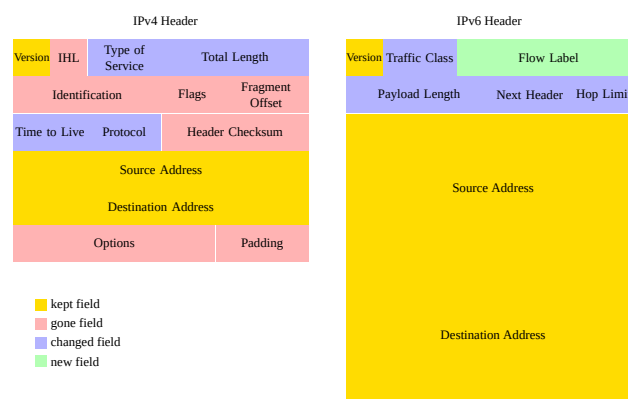 IPv4 Header
Version IHL Type of Service Total Length
Identification Flags Fragment Offset
Time to Live Protocol Header Checksum
Source Address
Destination Address
Options Padding
IPv6 Header
Version Traffic Class Flow Label
Payload Length Next Header Hop Limi
Source Address
Destination Address
kept field
gone field
changed field
new field